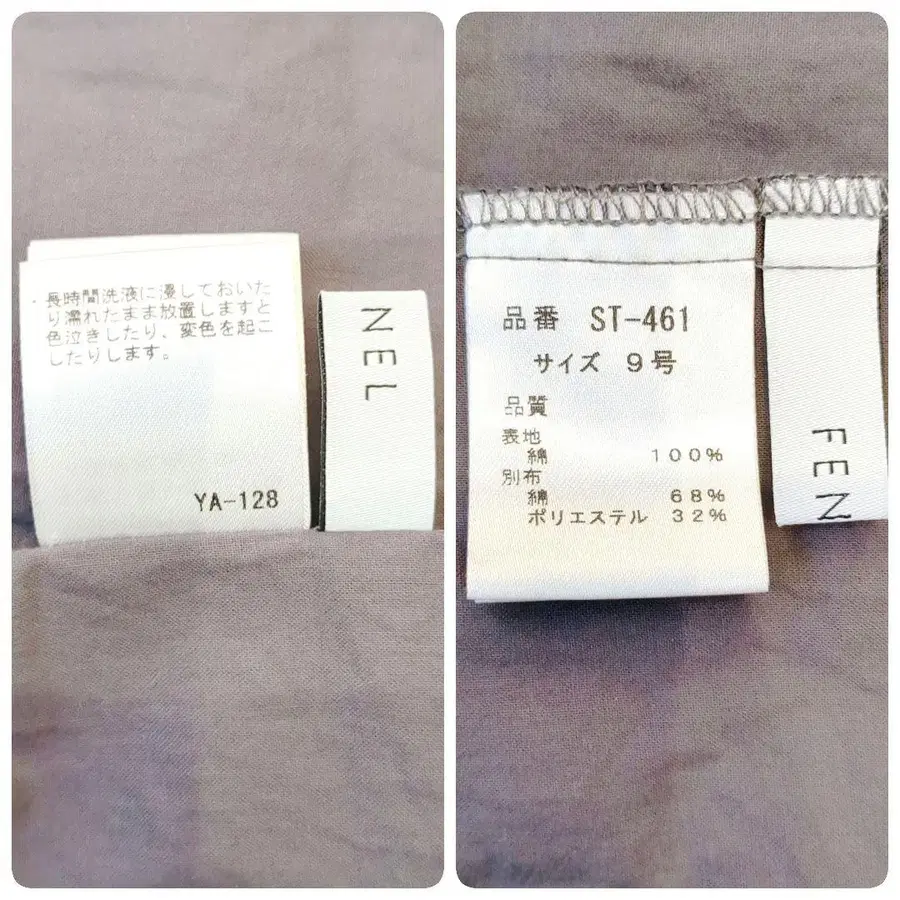 長時間洗液に浸しておいた
り濡れたまま放置しますと
色泣きしたり、変色を起こ
したりします。
YA-128
NEL
品番 ST-461
サイズ 9号
品質
表地
綿 100%
別布
綿 68%
ポリエステル 32%
FEN